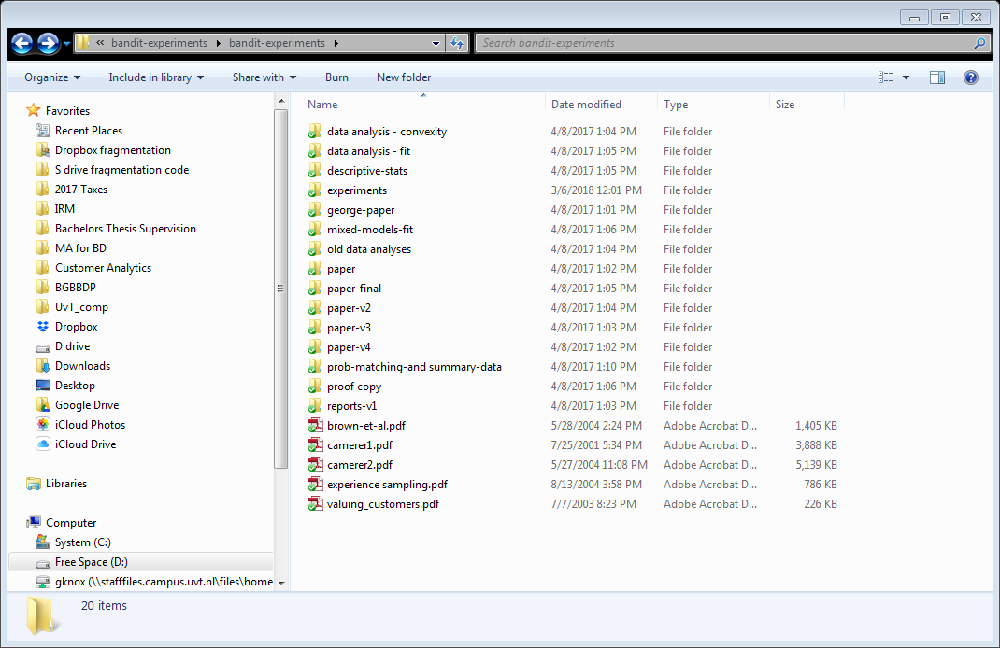 « bandit-experiments ▸ bandit-experiments ▸
Search bandit-experiments
Organize Include in library Share with Burn New folder
Favorites
Recent Places
Dropbox fragmentation
S drive fragmentation code
2017 Taxes
IRM
Bachelors Thesis Supervision
MA for BD
Customer Analytics
BGBBDP
UvT_comp
Dropbox
D drive
Downloads
Desktop
Google Drive
iCloud Photos
iCloud Drive
Libraries
Computer
System (C:)
Free Space (D:)
gknox (\\stafffiles.campus.uvt.nl\files\home
Name Date modified Type Size
data analysis - convexity 4/8/2017 1:04 PM File folder
data analysis - fit 4/8/2017 1:05 PM File folder
descriptive-stats 4/8/2017 1:05 PM File folder
experiments 3/6/2018 12:01 PM File folder
george-paper 4/8/2017 1:01 PM File folder
mixed-models-fit 4/8/2017 1:06 PM File folder
old data analyses 4/8/2017 1:04 PM File folder
paper 4/8/2017 1:02 PM File folder
paper-final 4/8/2017 1:05 PM File folder
paper-v2 4/8/2017 1:04 PM File folder
paper-v3 4/8/2017 1:03 PM File folder
paper-v4 4/8/2017 1:02 PM File folder
prob-matching-and summary-data 4/8/2017 1:10 PM File folder
proof copy 4/8/2017 1:06 PM File folder
reports-v1 4/8/2017 1:03 PM File folder
brown-et-al.pdf 5/28/2004 2:24 PM Adobe Acrobat D... 1,405 KB
camerer1.pdf 7/25/2001 5:34 PM Adobe Acrobat D... 3,888 KB
camerer2.pdf 5/27/2004 11:08 PM Adobe Acrobat D... 5,139 KB
experience sampling.pdf 8/13/2004 3:58 PM Adobe Acrobat D... 786 KB
valuing_customers.pdf 7/7/2003 8:23 PM Adobe Acrobat D... 226 KB
20 items